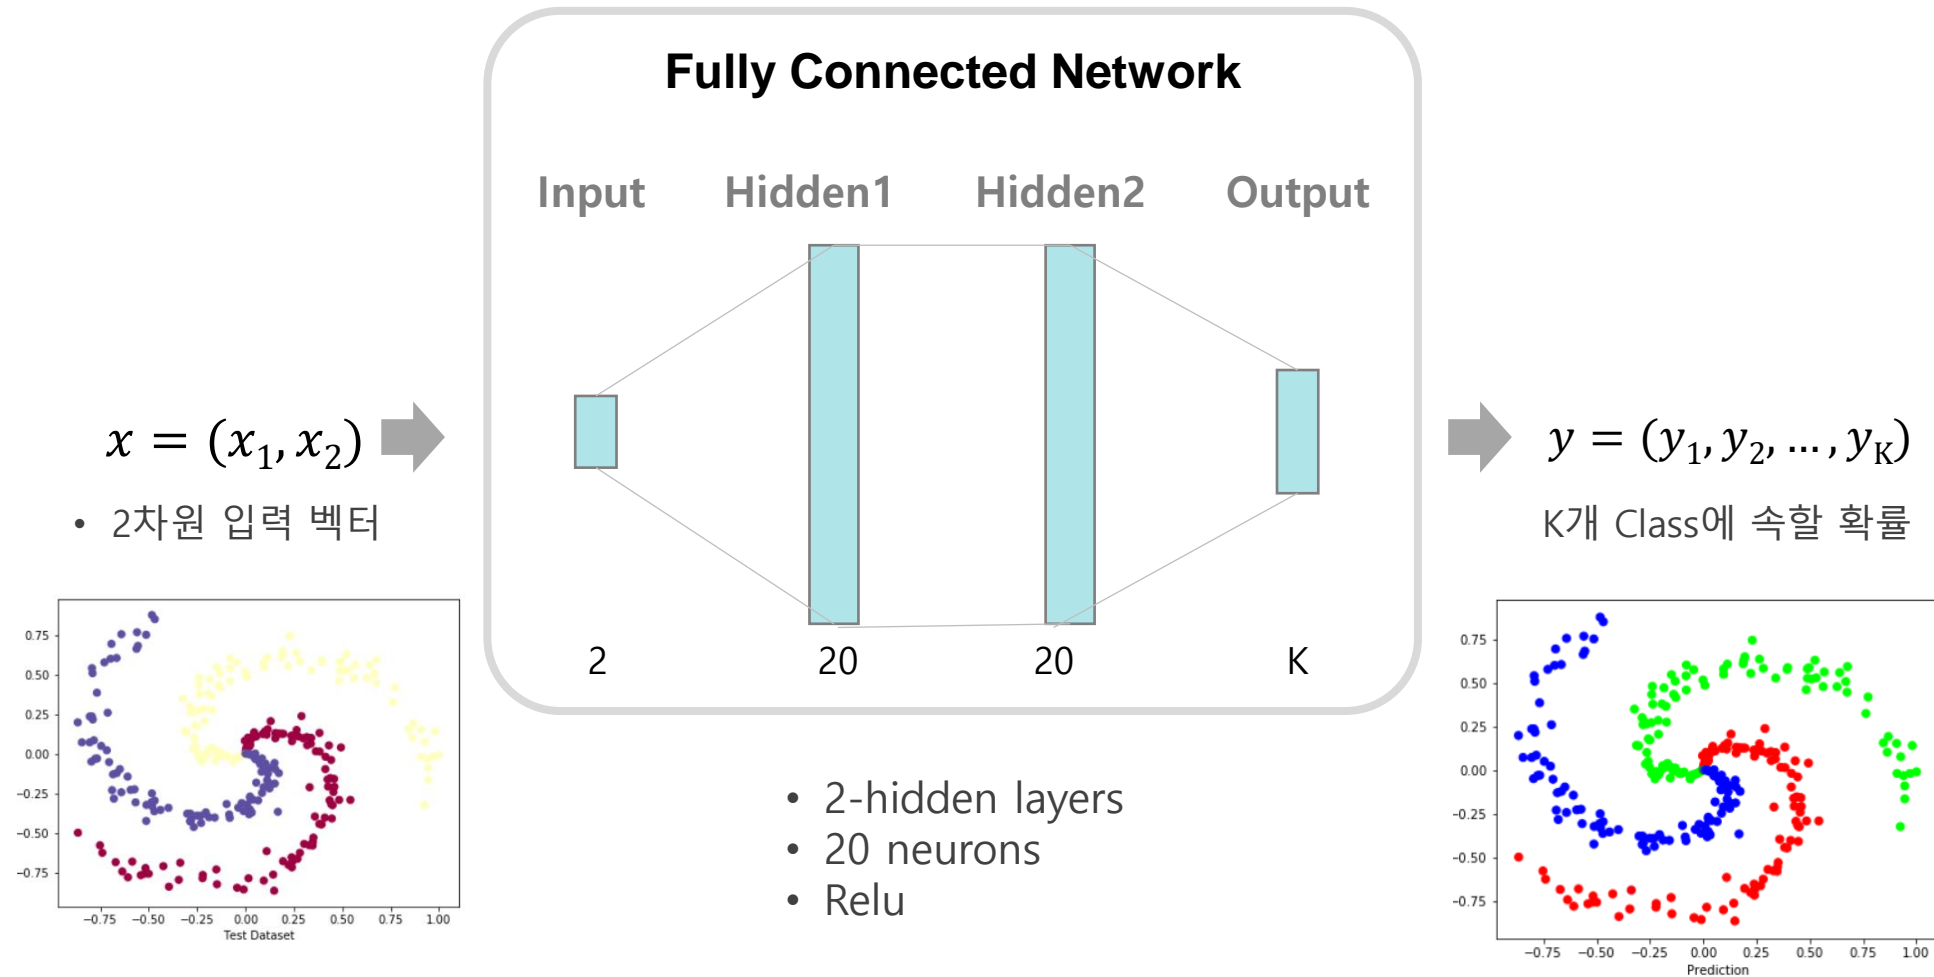 Fully Connected Network
Input Hidden1 Hidden2 Output
x = (x₁, x₂)
• 2차원 입력 벡터
2 20 20 K
y = (y₁, y₂, … , y_K)
K개 Class에 속할 확률
• 2-hidden layers
• 20 neurons
• Relu
0.75
0.50
0.25
0.00
−0.25
−0.50
−0.75
−0.75 −0.50 −0.25 0.00 0.25 0.50 0.75 1.00
Test Dataset
0.75
0.50
0.25
0.00
−0.25
−0.50
−0.75
−0.75 −0.50 −0.25 0.00 0.25 0.50 0.75 1.00
Prediction